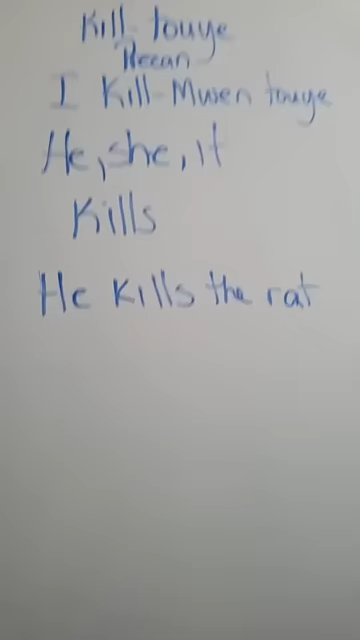 Kill - touye
I Kill - Mwen touye
He, she, it
Kills
He kills the rat